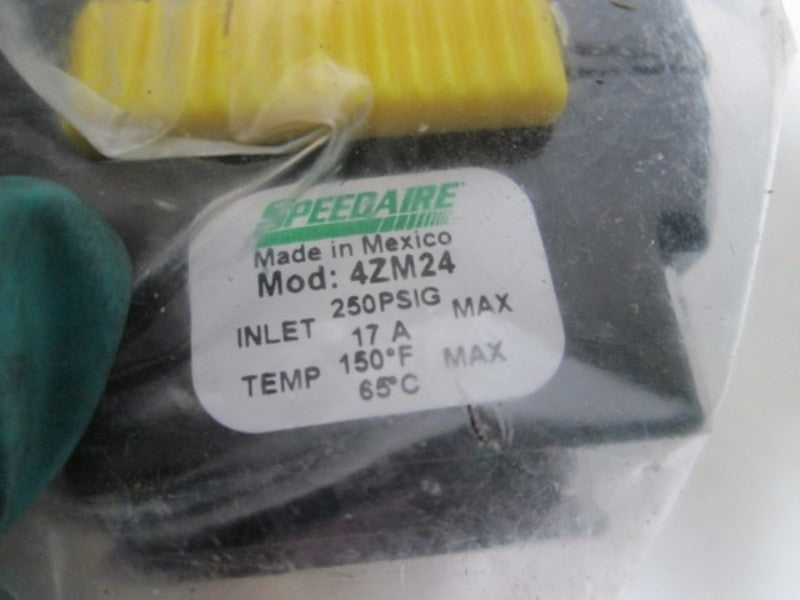 SPEEDAIRE
Made in Mexico
Mod: 4ZM24
INLET 250PSIG MAX
17 A
TEMP 150°F MAX
65°C